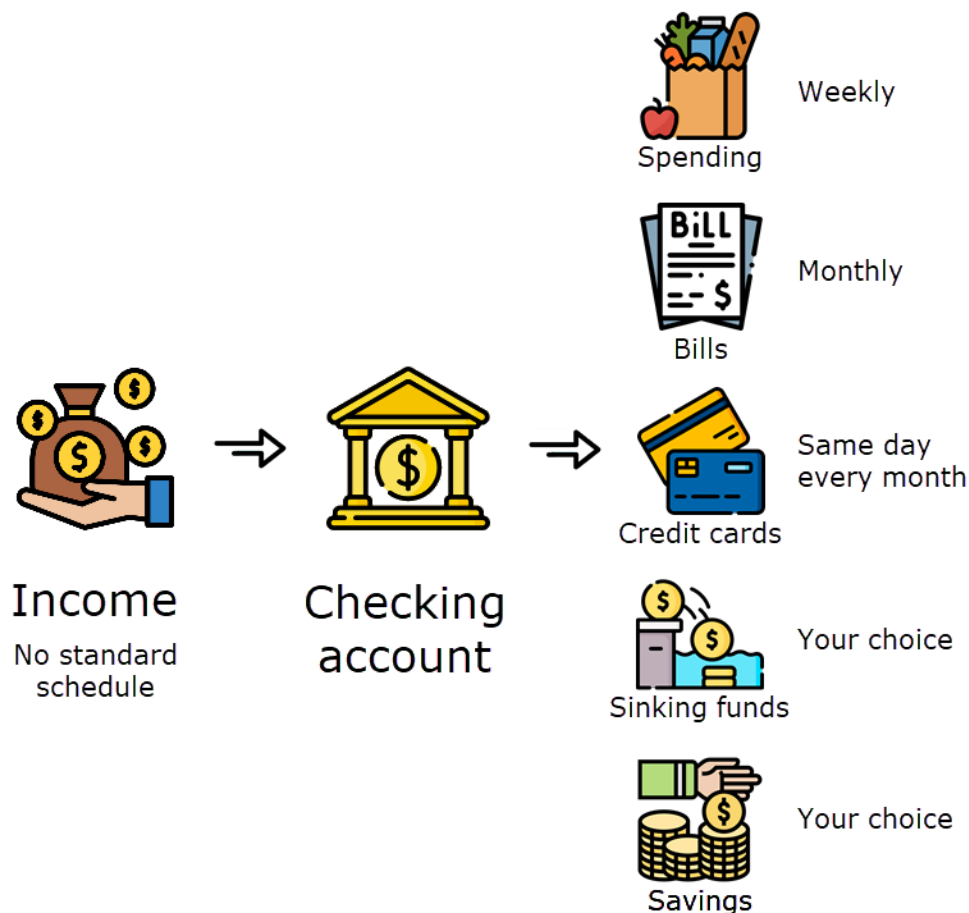 Weekly
Spending
BiLL
$
Monthly
Bills
$
$
$
$
$
Same day
every month
Credit cards
Income
No standard
schedule
Checking
account
$
$
Your choice
Sinking funds
$
Your choice
Savings